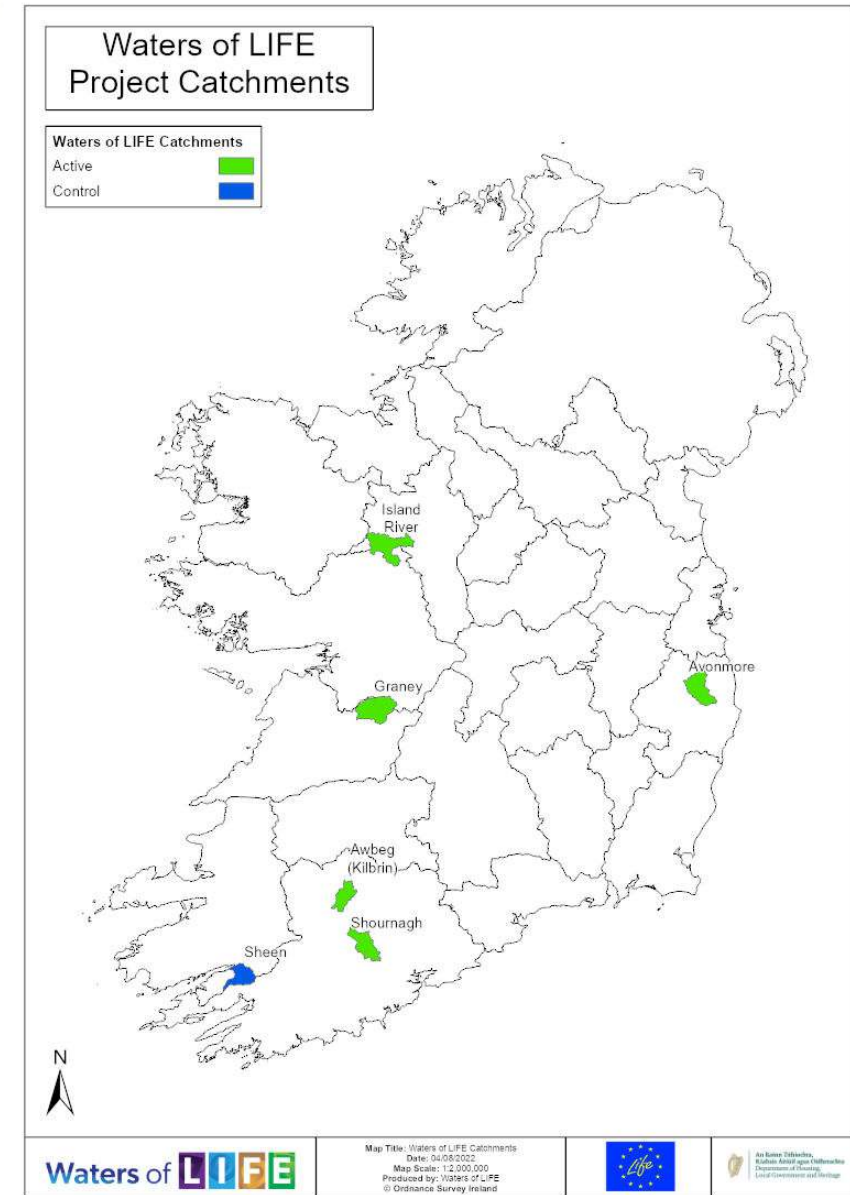 Waters of LIFE
Project Catchments
Waters of LIFE Catchments
Active
Control
Island
River
Avonmore
Graney
Awbeg
(Kilbrin)
Shournagh
Sheen
N
Waters of LIFE
Map Title: Waters of LIFE Catchments
Date: 04/08/2022
Map Scale: 1:2,000,000
Produced by: Waters of LIFE
© Ordnance Survey Ireland
Life
An Roinn Tithíochta,
Rialtais Áitiúil agus Oidhreachta
Department of Housing,
Local Government and Heritage